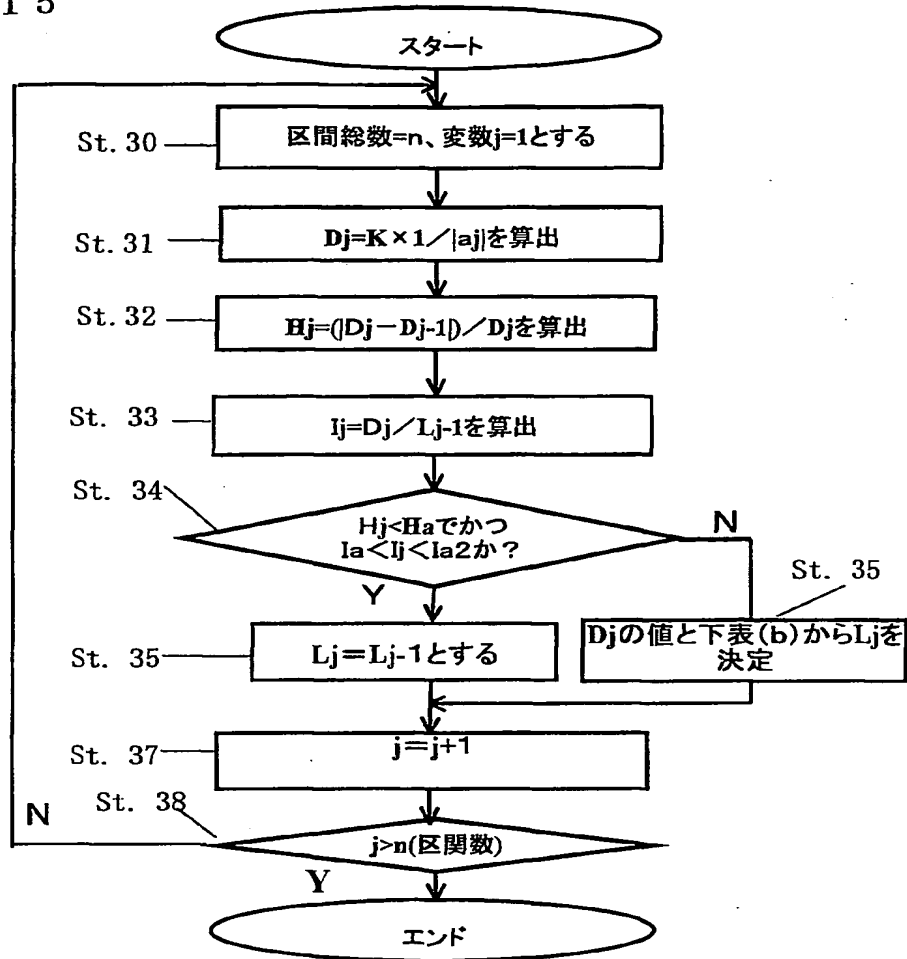 15
スタート
St. 30
区間総数=n、変数j=1とする
St. 31
Dj=K×1／|aj|を算出
St. 32
Hj=(|Dj－Dj-1|)／Djを算出
St. 33
Ij=Dj／Lj-1を算出
St. 34
Hj<Haでかつ
Ia<Ij<Ia2か？
N
Y
St. 35
Lj=Lj-1とする
St. 35
Djの値と下表(b)からLjを
決定
St. 37
j=j+1
St. 38
j>n(区関数)
N
Y
エンド